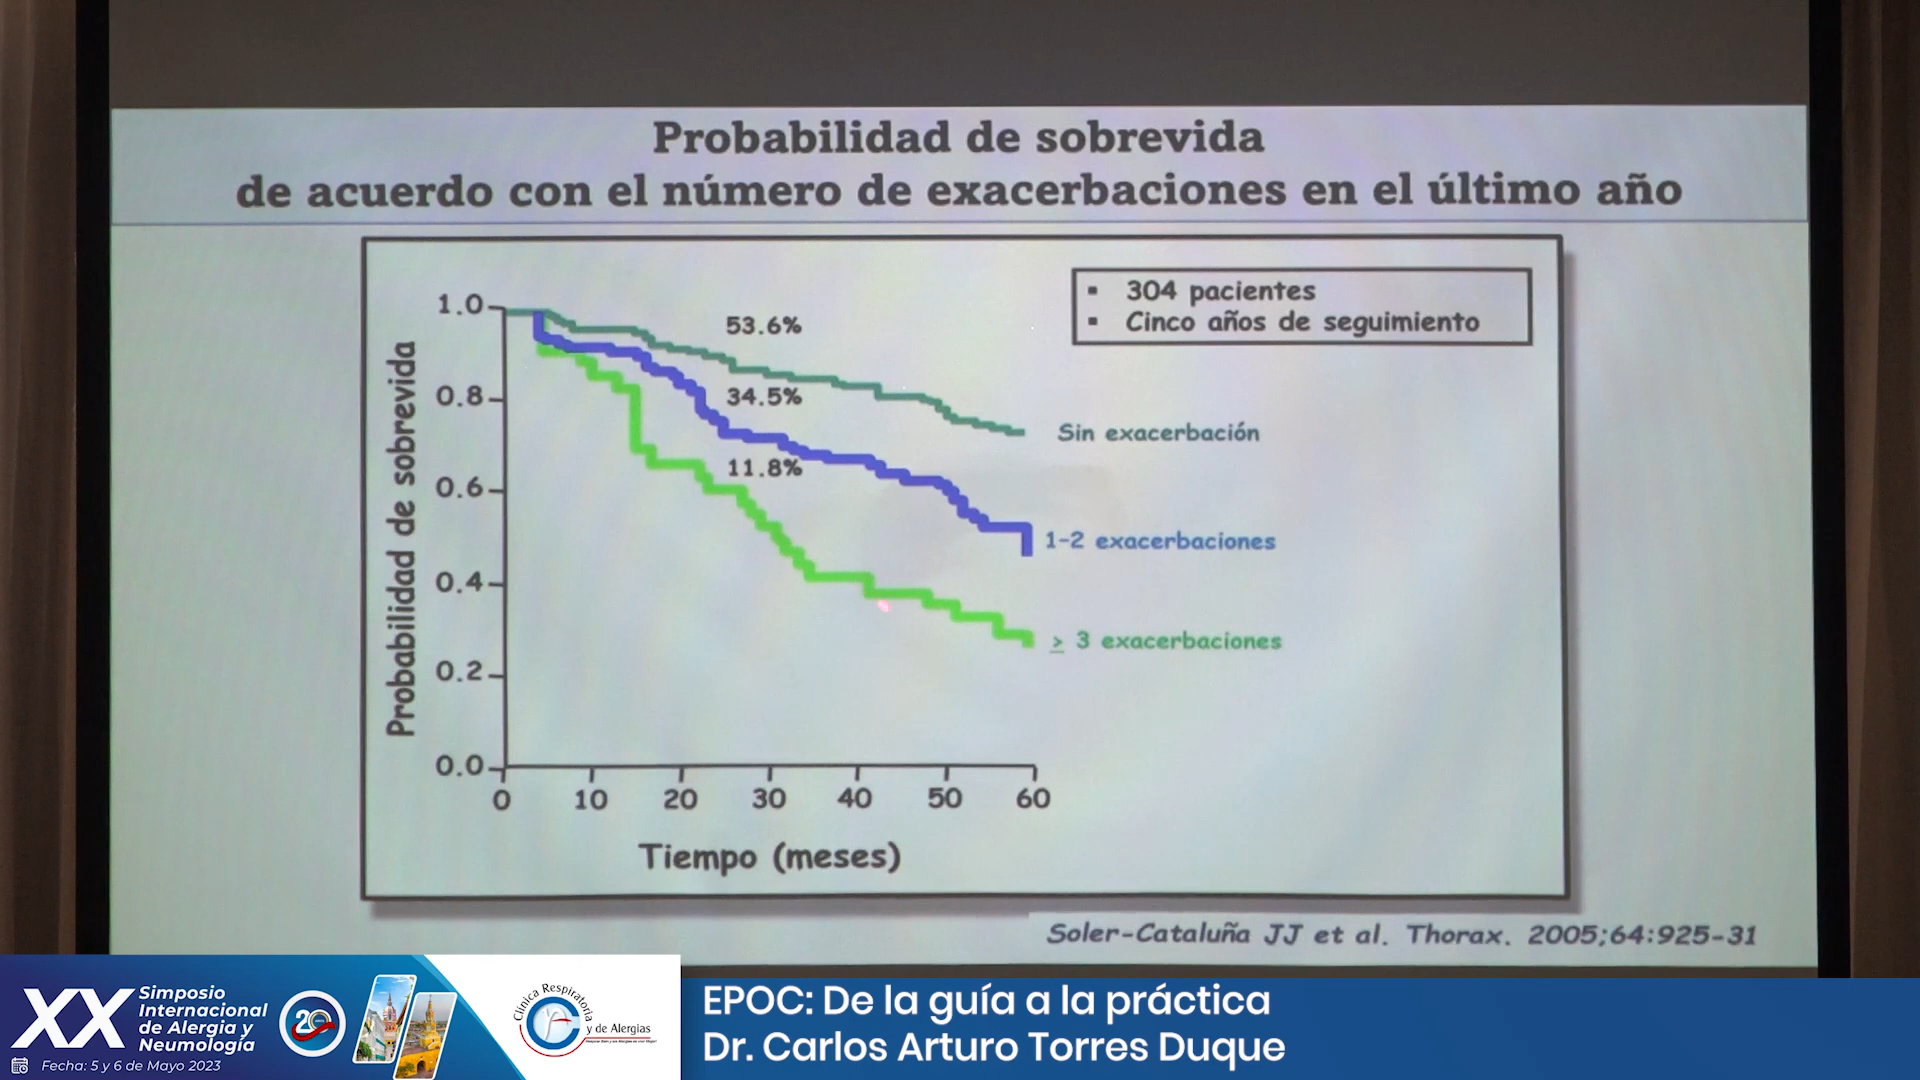 Probabilidad de sobrevida
de acuerdo con el número de exacerbaciones en el último año
▪ 304 pacientes
▪ Cinco años de seguimiento
Probabilidad de sobrevida
1.0
0.8
0.6
0.4
0.2
0.0
53.6%
34.5%
11.8%
Sin exacerbación
1-2 exacerbaciones
≥ 3 exacerbaciones
0 10 20 30 40 50 60
Tiempo (meses)
Soler-Cataluña JJ et al. Thorax. 2005;64:925-31
XX
Simposio
Internacional
de Alergia y
Neumología
Fecha: 5 y 6 de Mayo 2023
20
Clínica Respiratoria
y de Alergias
EPOC: De la guía a la práctica
Dr. Carlos Arturo Torres Duque